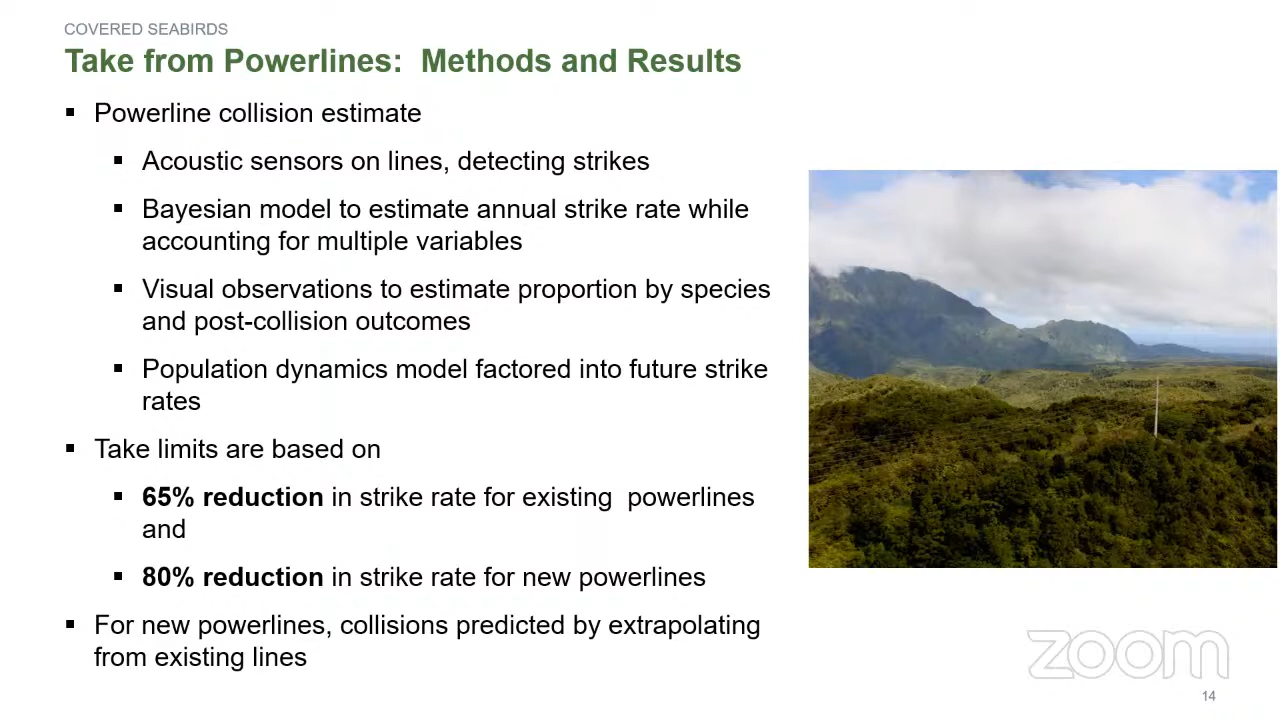 COVERED SEABIRDS
Take from Powerlines:  Methods and Results
▪ Powerline collision estimate
▪ Acoustic sensors on lines, detecting strikes
▪ Bayesian model to estimate annual strike rate while
accounting for multiple variables
▪ Visual observations to estimate proportion by species
and post-collision outcomes
▪ Population dynamics model factored into future strike
rates
▪ Take limits are based on
▪ 65% reduction in strike rate for existing  powerlines
and
▪ 80% reduction in strike rate for new powerlines
▪ For new powerlines, collisions predicted by extrapolating
from existing lines
zoom
14